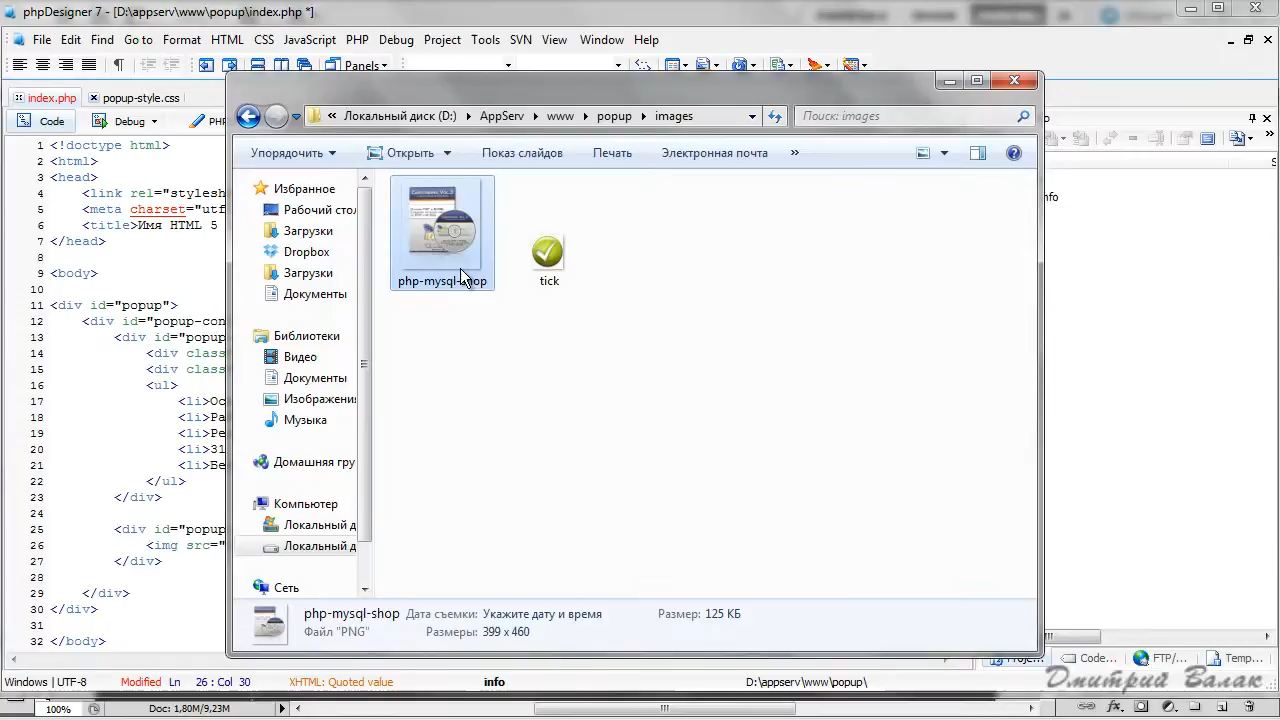 phpDesigner 7 - [D:\appserv\www\popup\index.php *]
File Edit Find Go to Format HTML CSS JavaScript PHP Debug Project Tools SVN View Window Help
Panels
index.php popup-style.css
Code Debug
1 <!doctype html>
2 <html>
3 <head>
4 <link rel="stylesh
5 <meta charset="utf
6 <title>Имя HTML 5
7 </head>
8
9 <body>
10
11 <div id="popup">
12 <div id="popup-con
13 <div id="popup
14 <div class
15 <div class
16 <ul>
17 <li>Ос
18 <li>Ра
19 <li>Ре
20 <li>31
21 <li>Бе
22 </ul>
23 </div>
24
25 <div id="popup
26 <img src="
27 </div>
28
29 </div>
30 </div>
31
32 </body>
« Локальный диск (D:) AppServ www popup images
Поиск: images
Упорядочить Открыть Показ слайдов Печать Электронная почта »
Избранное
Рабочий сто
Загрузки
Dropbox
Загрузки
Документы
Библиотеки
Видео
Документы
Изображени
Музыка
Домашняя гру
Компьютер
Локальный д
Локальный д
Сеть
php-mysql-shop
tick
php-mysql-shop Дата съемки: Укажите дату и время Размер: 125 КБ
Файл "PNG" Размеры: 399 x 460
Code... FTP/... Temp...
Windows - UTF-8 Modified Ln 26 : Col 30 XHTML: Quoted value info D:\appserv\www\popup\
Дмитрий Валак
100% Doc: 1,80M/9,23M